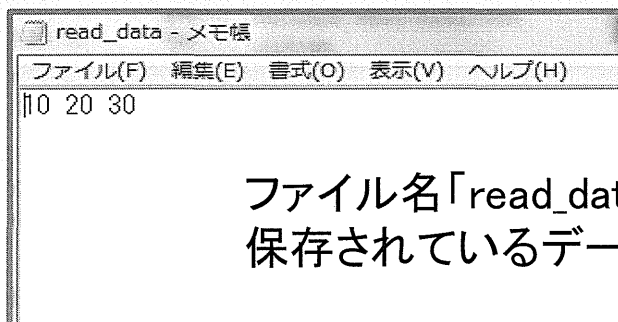 read_data - メモ帳
ファイル(F) 編集(E) 書式(O) 表示(V) ヘルプ(H)
10 20 30
ファイル名「read_dat
保存されているデー